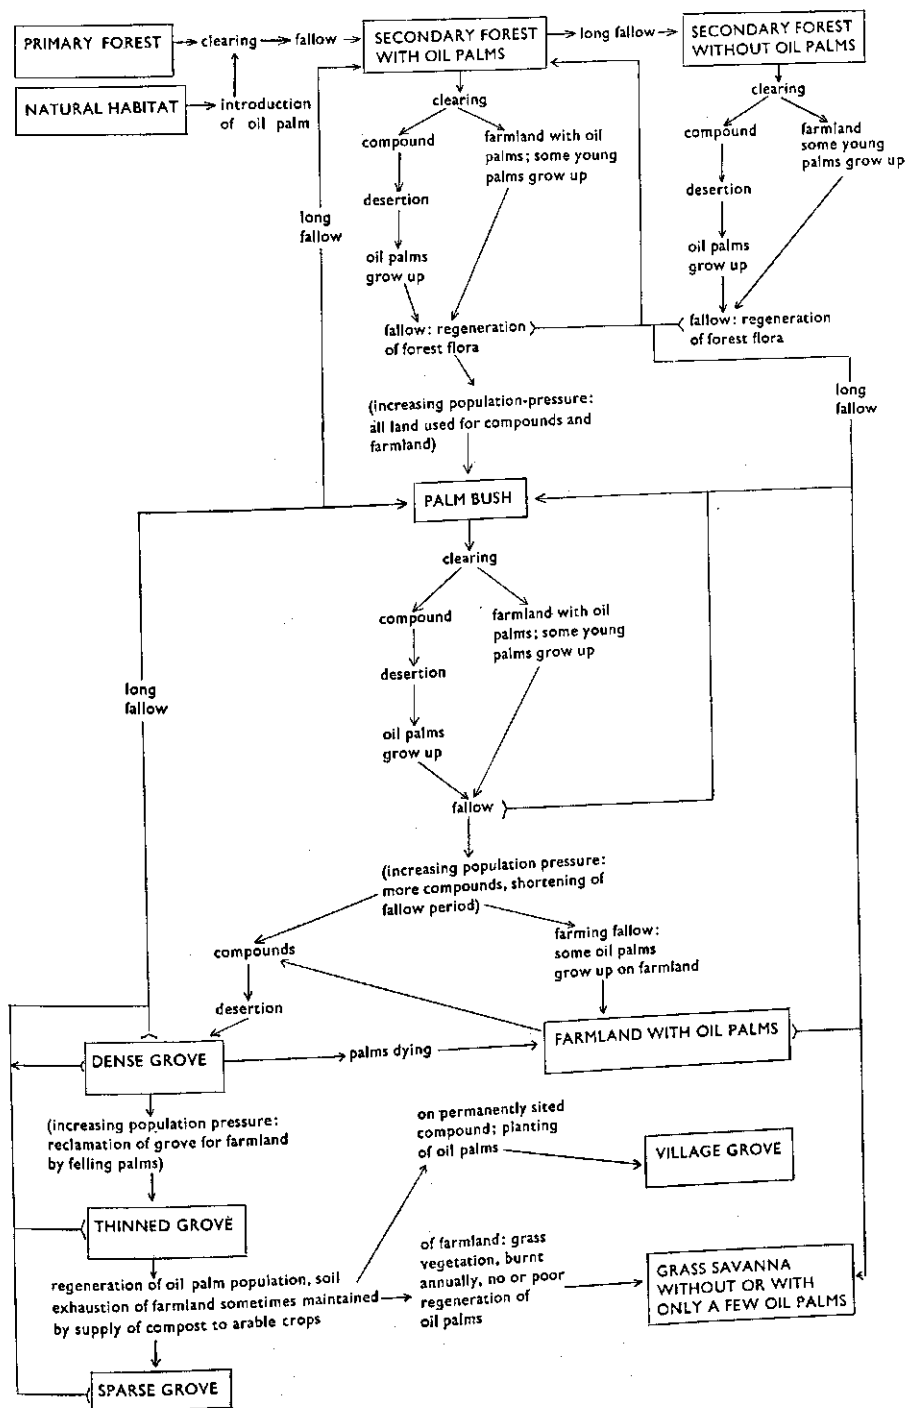 PRIMARY FOREST
clearing
fallow
SECONDARY FOREST
WITH OIL PALMS
long fallow
SECONDARY FOREST
WITHOUT OIL PALMS
NATURAL HABITAT
introduction
of oil palm
clearing
compound
farmland with oil
palms; some young
palms grow up
desertion
oil palms
grow up
fallow: regeneration
of forest flora
clearing
compound
farmland
some young
palms grow up
desertion
oil palms
grow up
fallow: regeneration
of forest flora
long
fallow
long
fallow
(increasing population-pressure:
all land used for compounds and
farmland)
PALM BUSH
clearing
compound
farmland with oil
palms; some young
palms grow up
desertion
oil palms
grow up
fallow
long
fallow
(increasing population pressure:
more compounds, shortening of
fallow period)
compounds
farming fallow:
some oil palms
grow up on farmland
desertion
DENSE GROVE
palms dying
FARMLAND WITH OIL PALMS
(increasing population pressure:
reclamation of grove for farmland
by felling palms)
on permanently sited
compound; planting
of oil palms
VILLAGE GROVE
THINNED GROVE
regeneration of oil palm population, soil
exhaustion of farmland sometimes maintained
by supply of compost to arable crops
of farmland: grass
vegetation, burnt
annually, no or poor
regeneration of
oil palms
GRASS SAVANNA
WITHOUT OR WITH
ONLY A FEW OIL PALMS
SPARSE GROVE